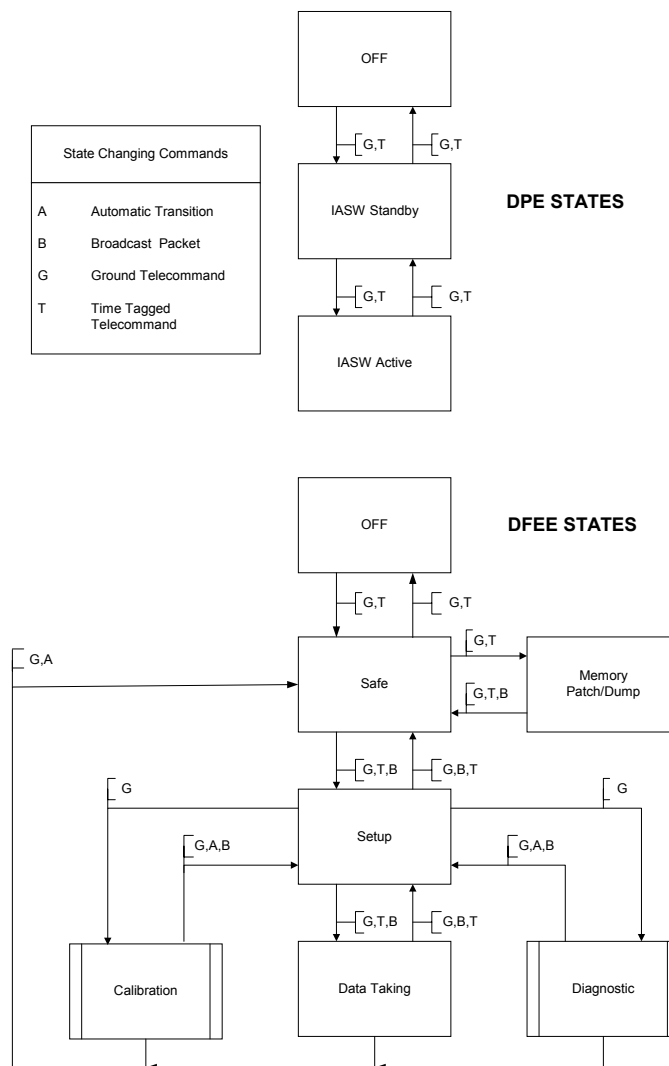 OFF
G,T
G,T
State Changing Commands
A Automatic Transition
B Broadcast Packet
G Ground Telecommand
T Time Tagged
Telecommand
IASW Standby
DPE STATES
G,T
G,T
IASW Active
OFF
DFEE STATES
G,T
G,T
G,A
G,T
Safe
Memory
Patch/Dump
G,T,B
G,T,B
G,B,T
G
G
Setup
G,A,B
G,A,B
G,T,B
G,B,T
Calibration
Data Taking
Diagnostic